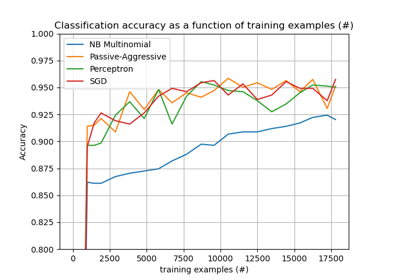 Classification accuracy as a function of training examples (#)
1.000
0.975
0.950
0.925
0.900
0.875
0.850
0.825
0.800
Accuracy
NB Multinomial
Passive-Aggressive
Perceptron
SGD
0 2500 5000 7500 10000 12500 15000 17500
training examples (#)